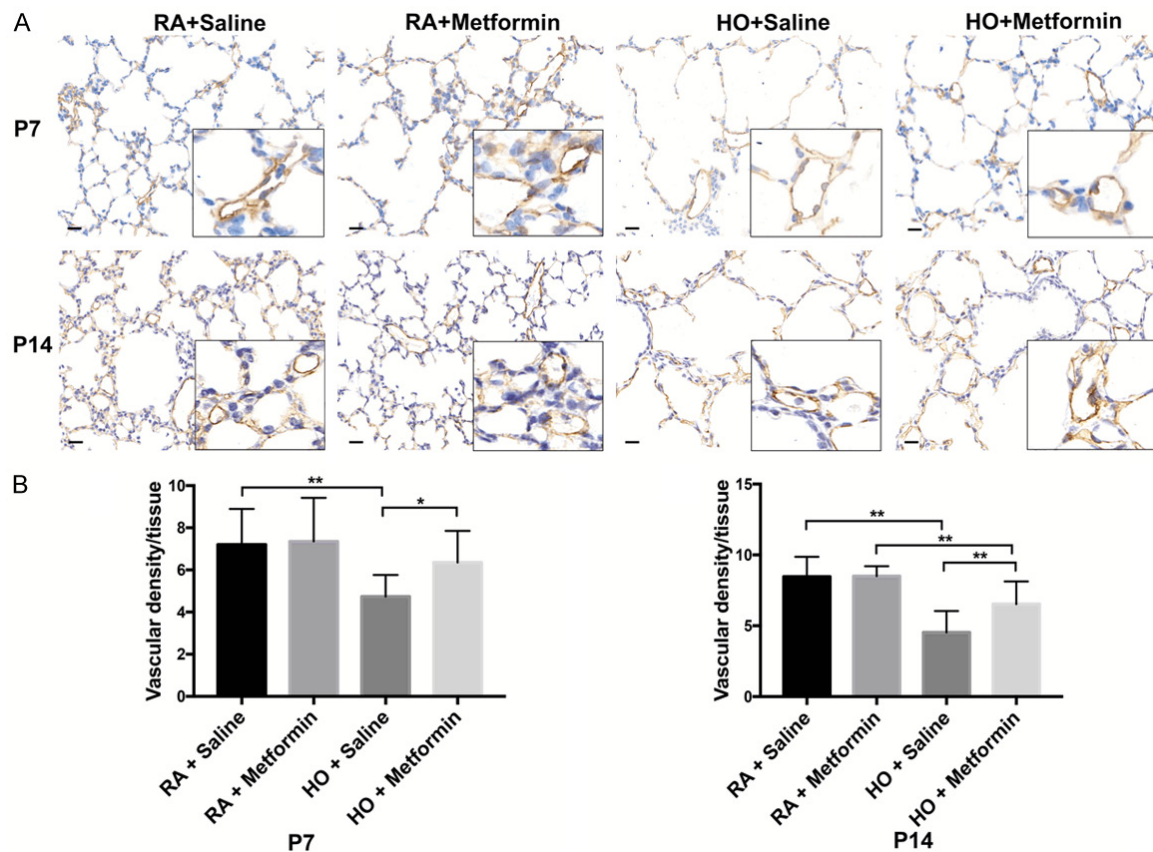 A
RA+Saline RA+Metformin HO+Saline HO+Metformin
P7
P14
B
Vascular density/tissue
10
8
6
4
2
0
** *
RA + Saline
RA + Metformin
HO + Saline
HO + Metformin
P7
Vascular density/tissue
15
10
5
0
**
**
**
RA + Saline
RA + Metformin
HO + Saline
HO + Metformin
P14